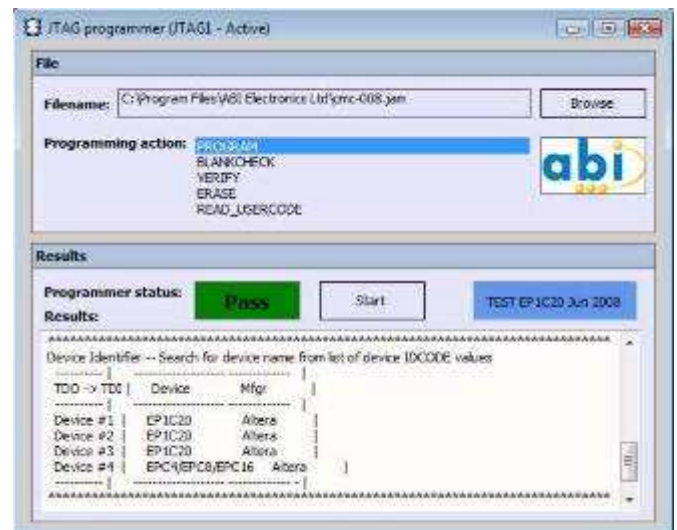 JTAG programmer (JTAG1 - Active)
File
Filename: C:\Program Files\ABI Electronics Ltd\cmc-008.jam Browse
Programming action: PROGRAM
BLANKCHECK
VERIFY
ERASE
READ_USERCODE
abi
Results
Programmer status: Pass Start TEST EP1C20 Jun 2008
Results:
Device Identifier -- Search for device name from list of device IDCODE values
TDO -> TDI | Device Mfgr |
Device #1 | EP1C20 Altera |
Device #2 | EP1C20 Altera |
Device #3 | EP1C20 Altera |
Device #4 | EPC4/EPC8/EPC16 Altera |